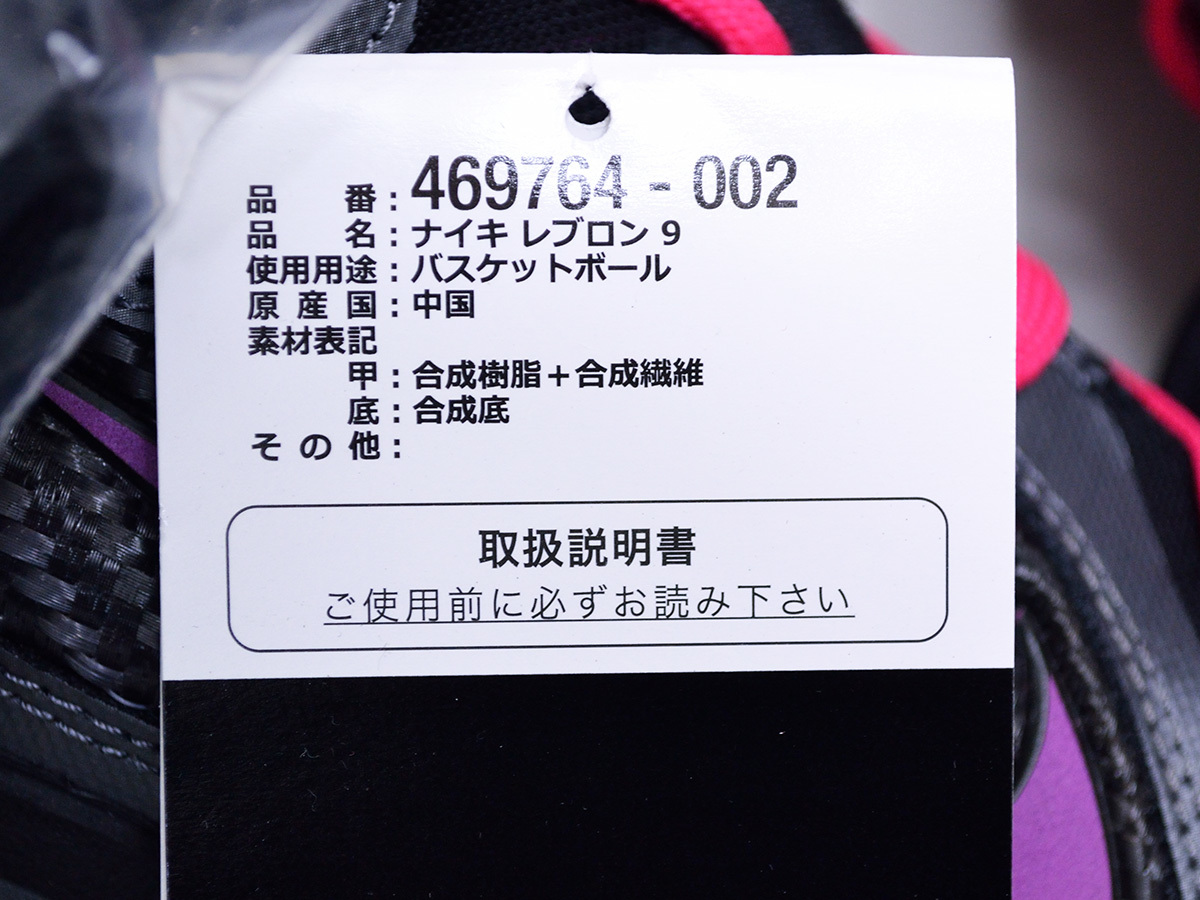 品番：469764-002
品名：ナイキ レブロン 9
使用用途：バスケットボール
原産国：中国
素材表記
甲：合成樹脂＋合成繊維
底：合成底
その他：
取扱説明書
ご使用前に必ずお読み下さい